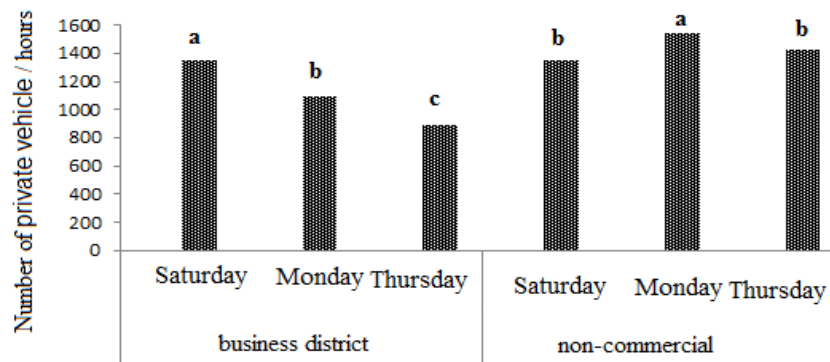 Number of private vehicle / hours
1600
1400
1200
1000
800
600
400
200
0
a
b
c
b
a
b
Saturday Monday Thursday Saturday Monday Thursday
business district non-commercial